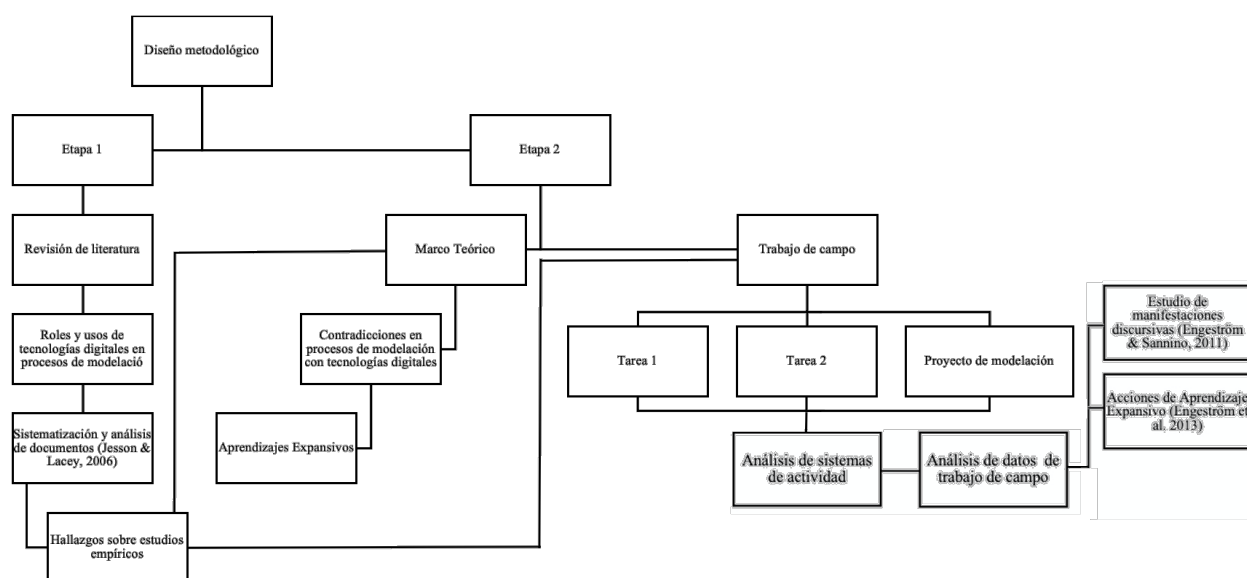 Diseño metodológico
Etapa 1
Etapa 2
Revisión de literatura
Marco Teórico
Trabajo de campo
Roles y usos de
tecnologías digitales en
procesos de modelació
Contradicciones en
procesos de modelación
con tecnologías digitales
Tarea 1
Tarea 2
Proyecto de modelación
Estudio de
manifestaciones
discursivas (Engeström
& Sannino, 2011)
Acciones de Aprendizaje
Expansivo (Engeström et
al, 2013)
Sistematización y análisis
de documentos (Jesson &
Lacey, 2006)
Aprendizajes Expansivos
Análisis de sistemas
de actividad
Análisis de datos de
trabajo de campo
Hallazgos sobre estudios
empíricos